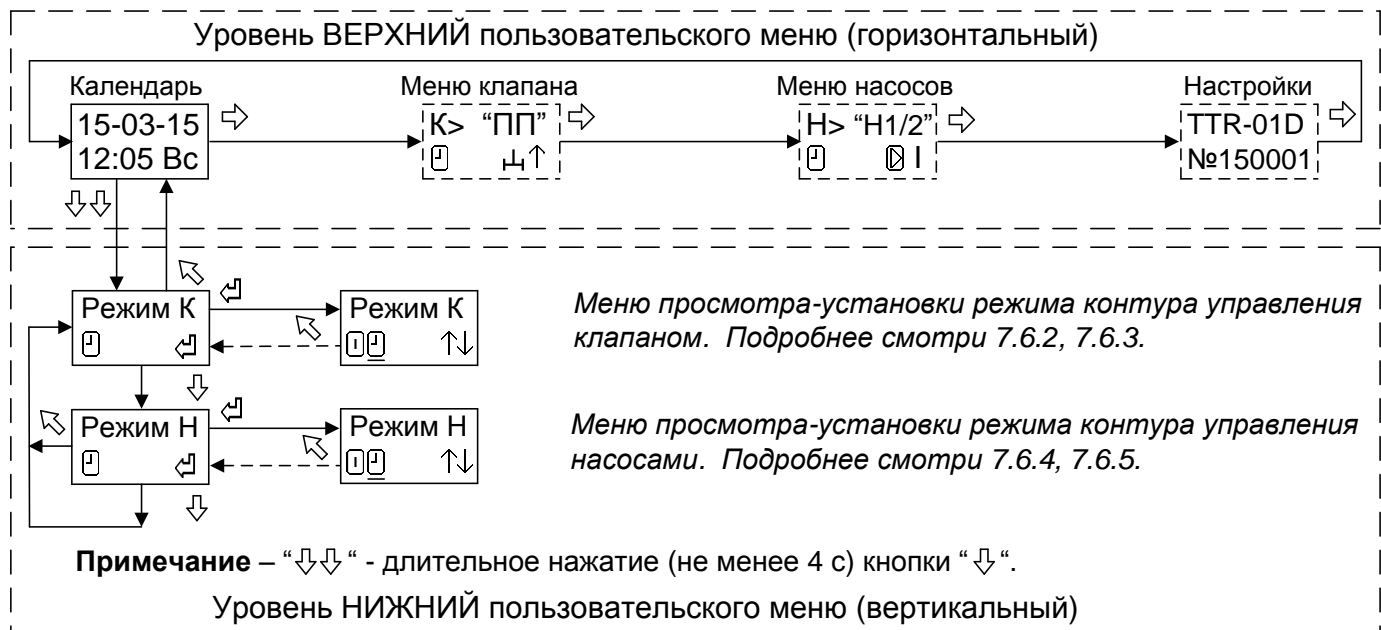 Уровень ВЕРХНИЙ пользовательского меню (горизонтальный)
Календарь
15-03-15
12:05 Вс
Меню клапана
К> “ПП”
Меню насосов
Н> “Н1/2”
I
Настройки
TTR-01D
№150001
Режим К
Режим К
Меню просмотра-установки режима контура управления
клапаном. Подробнее смотри 7.6.2, 7.6.3.
Режим Н
Режим Н
Меню просмотра-установки режима контура управления
насосами. Подробнее смотри 7.6.4, 7.6.5.
Примечание – “⇩⇩“ - длительное нажатие (не менее 4 с) кнопки “⇩“.
Уровень НИЖНИЙ пользовательского меню (вертикальный)